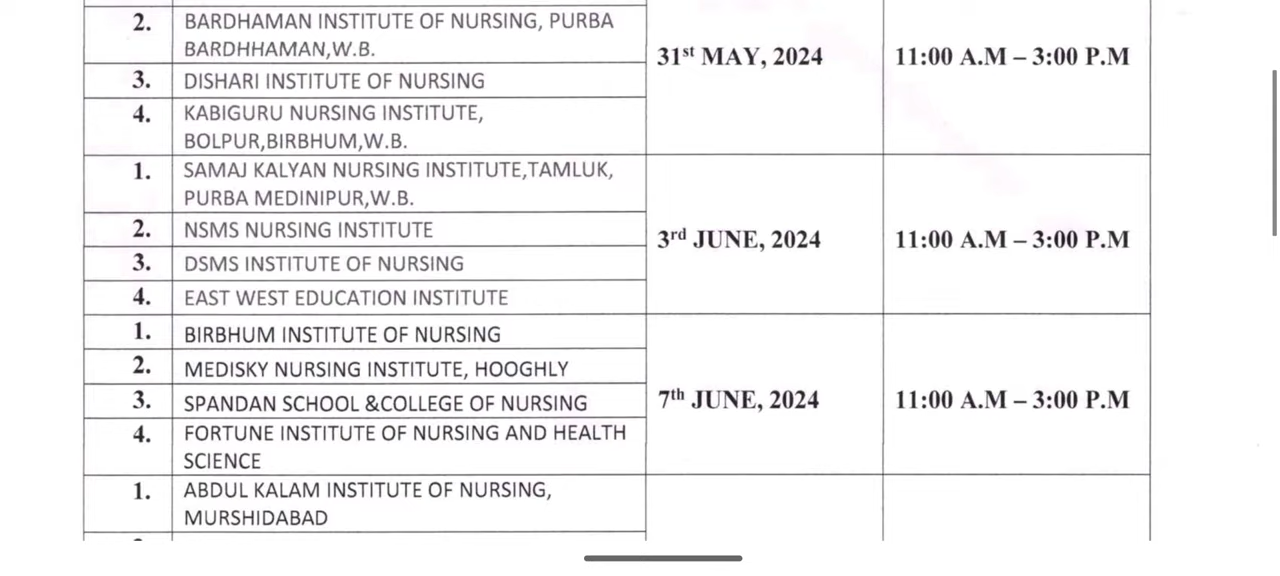 2. BARDHAMAN INSTITUTE OF NURSING, PURBA
BARDHHAMAN,W.B.
31st MAY, 2024 11:00 A.M – 3:00 P.M
3. DISHARI INSTITUTE OF NURSING
4. KABIGURU NURSING INSTITUTE,
BOLPUR,BIRBHUM,W.B.
1. SAMAJ KALYAN NURSING INSTITUTE,TAMLUK,
PURBA MEDINIPUR,W.B.
2. NSMS NURSING INSTITUTE
3rd JUNE, 2024 11:00 A.M – 3:00 P.M
3. DSMS INSTITUTE OF NURSING
4. EAST WEST EDUCATION INSTITUTE
1. BIRBHUM INSTITUTE OF NURSING
2. MEDISKY NURSING INSTITUTE, HOOGHLY
3. SPANDAN SCHOOL &COLLEGE OF NURSING
7th JUNE, 2024 11:00 A.M – 3:00 P.M
4. FORTUNE INSTITUTE OF NURSING AND HEALTH
SCIENCE
1. ABDUL KALAM INSTITUTE OF NURSING,
MURSHIDABAD